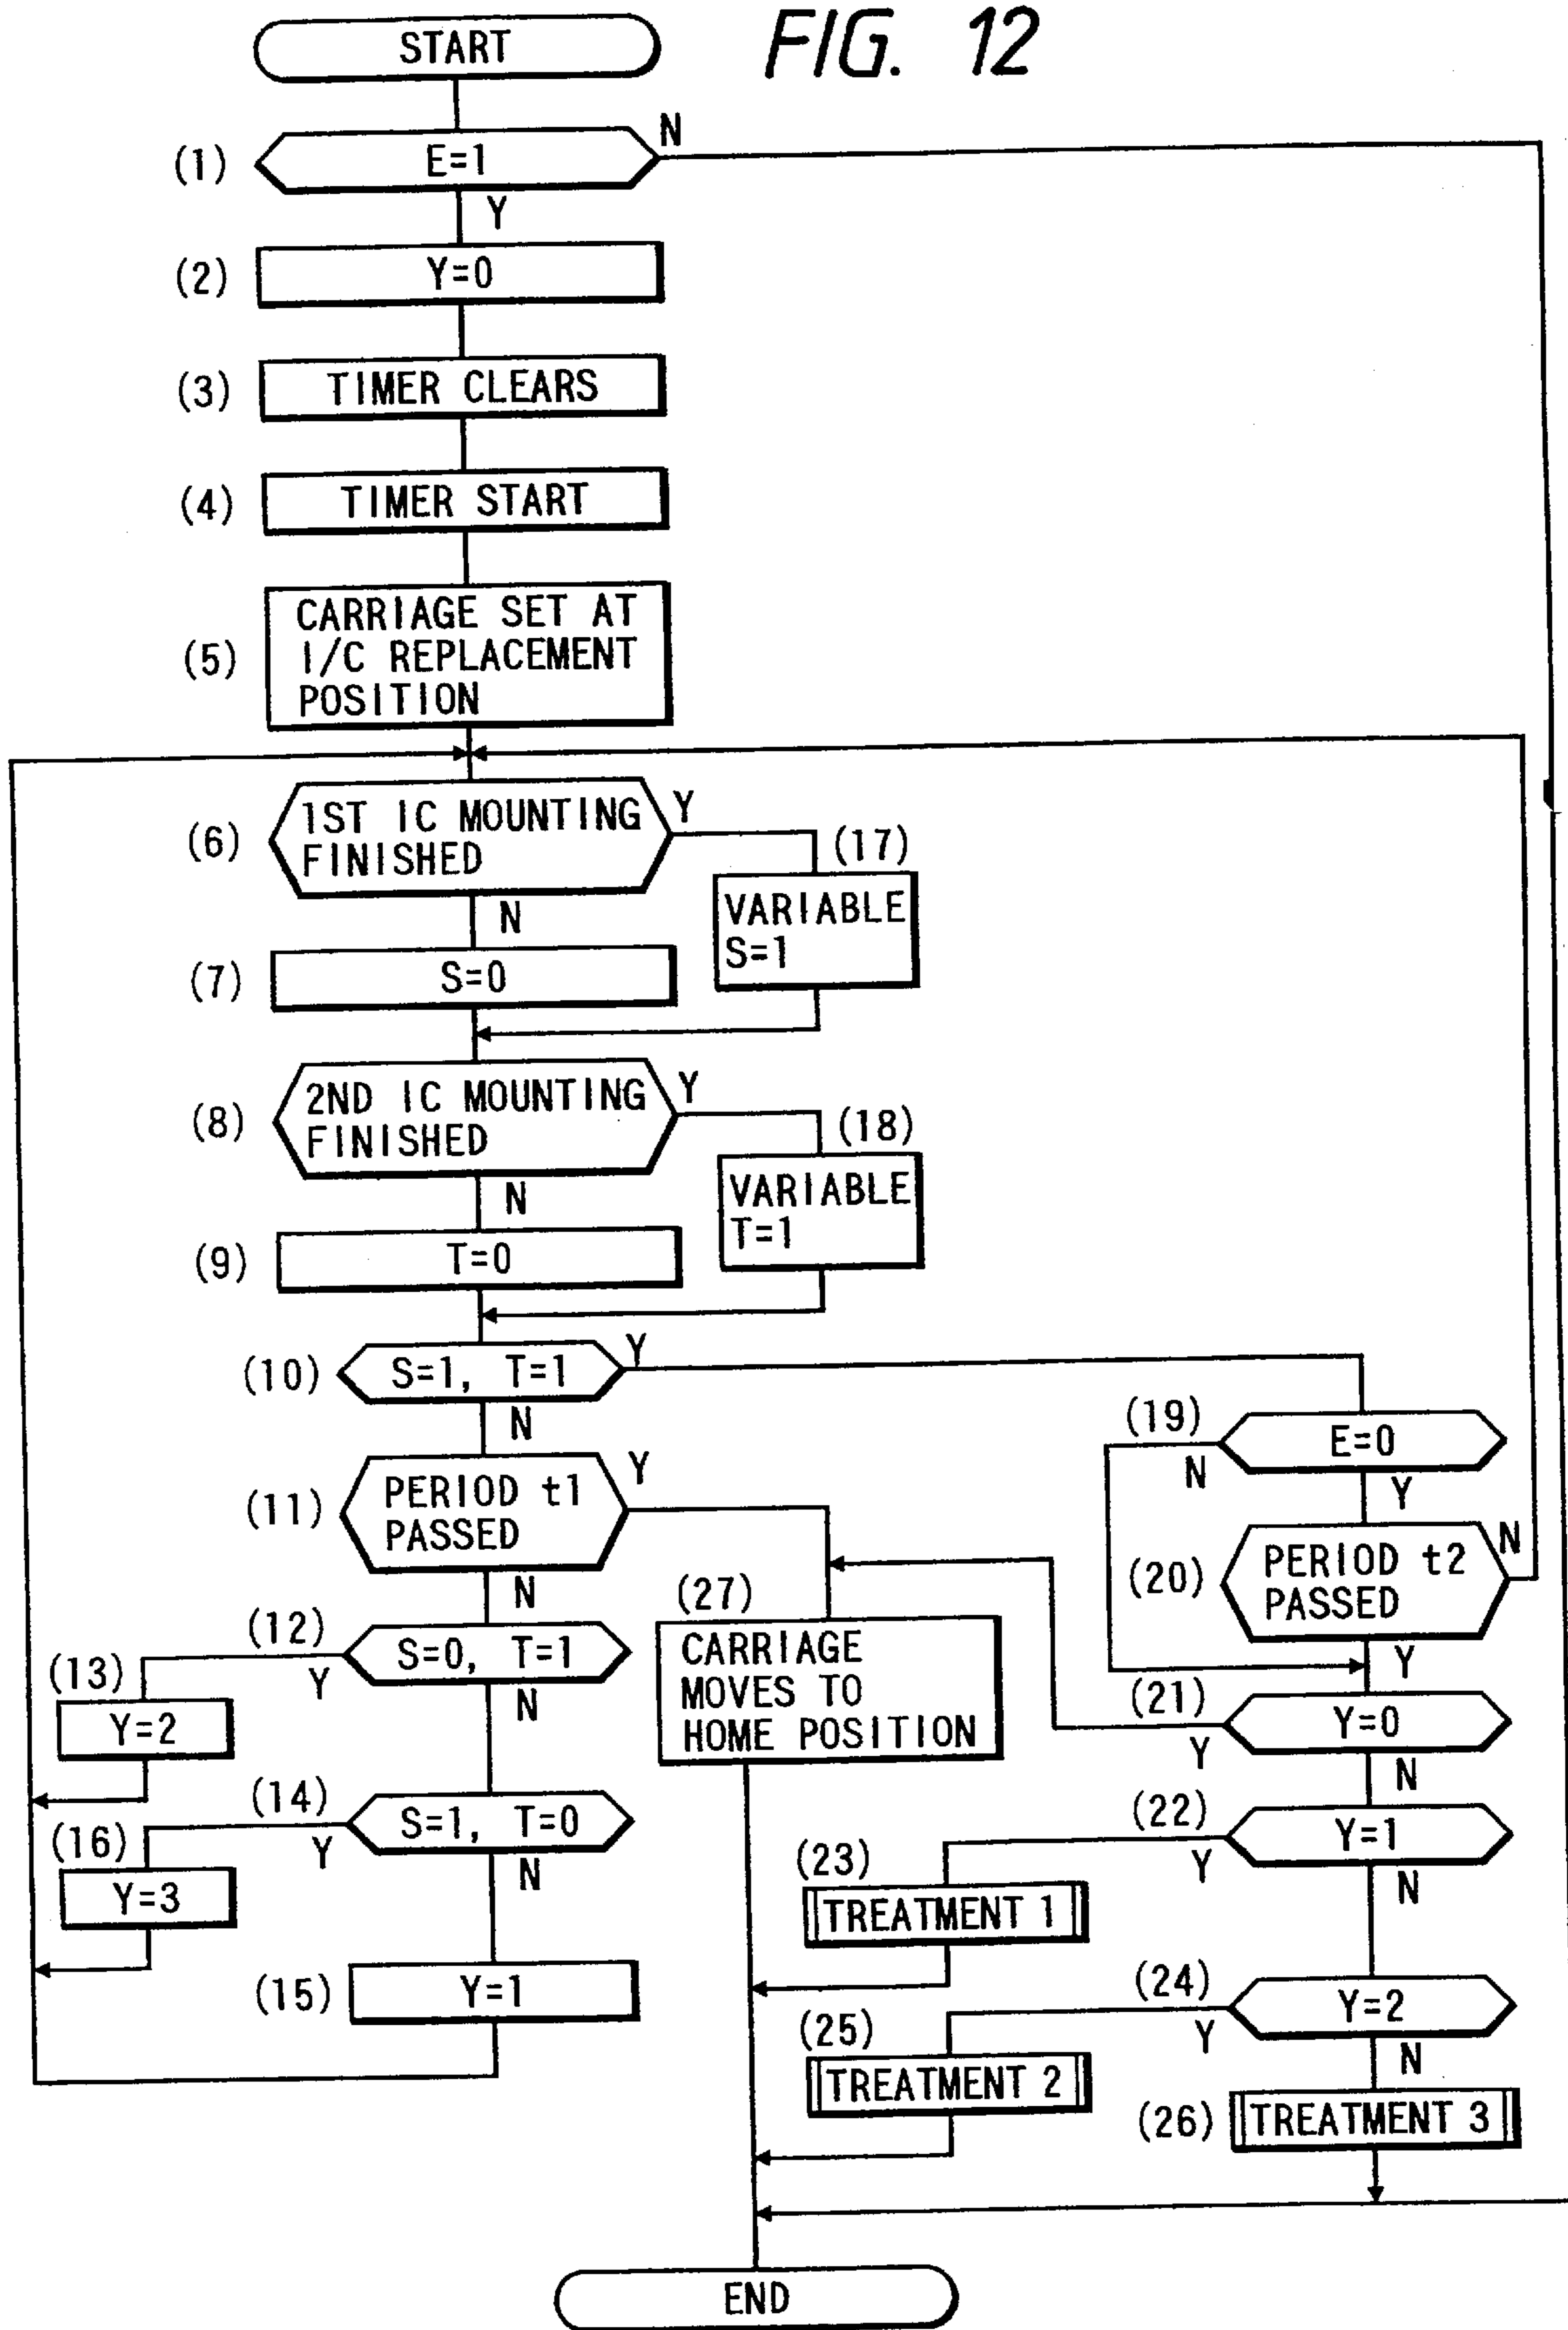 FIG. 12
START
(1)
E=1
N
Y
(2)
Y=0
(3)
TIMER CLEARS
(4)
TIMER START
(5)
CARRIAGE SET AT
I/C REPLACEMENT
POSITION
(6)
1ST IC MOUNTING
FINISHED
Y
N
(17)
VARIABLE
S=1
(7)
S=0
(8)
2ND IC MOUNTING
FINISHED
Y
N
(18)
VARIABLE
T=1
(9)
T=0
(10)
S=1, T=1
Y
N
(19)
E=0
N
Y
(11)
PERIOD t1
PASSED
Y
N
(20)
PERIOD t2
PASSED
N
Y
(12)
S=0, T=1
Y
N
(13)
Y=2
(27)
CARRIAGE
MOVES TO
HOME POSITION
(21)
Y=0
Y
N
(14)
S=1, T=0
Y
N
(16)
Y=3
(22)
Y=1
Y
N
(23)
TREATMENT 1
(15)
Y=1
(24)
Y=2
Y
N
(25)
TREATMENT 2
(26)
TREATMENT 3
END